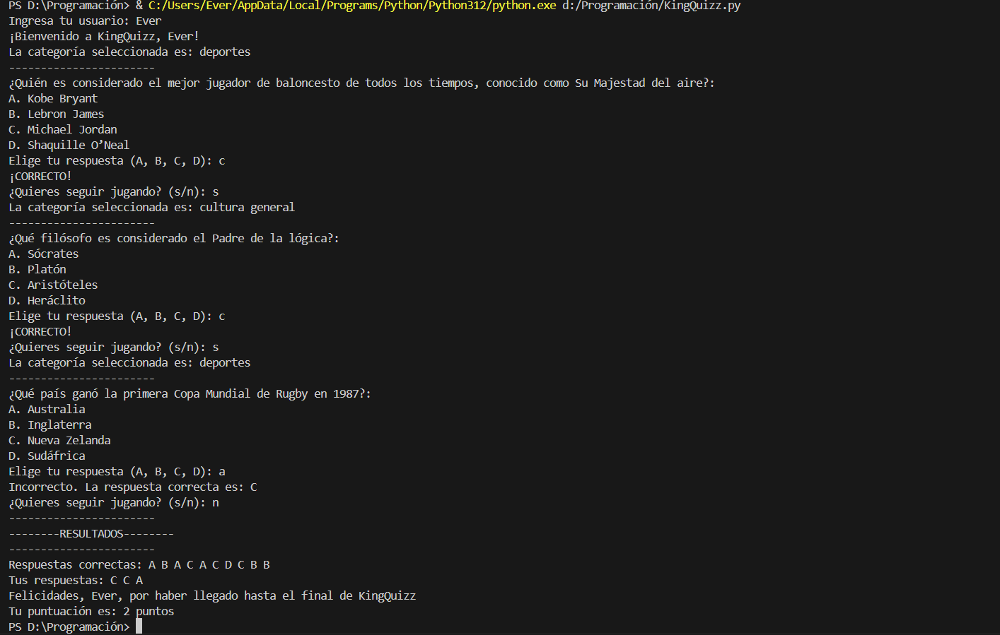 PS D:\Programación> & C:/Users/Ever/AppData/Local/Programs/Python/Python312/python.exe d:/Programación/KingQuizz.py
Ingresa tu usuario: Ever
¡Bienvenido a KingQuizz, Ever!
La categoría seleccionada es: deportes
-----------------------
¿Quién es considerado el mejor jugador de baloncesto de todos los tiempos, conocido como Su Majestad del aire?:
A. Kobe Bryant
B. Lebron James
C. Michael Jordan
D. Shaquille O’Neal
Elige tu respuesta (A, B, C, D): c
¡CORRECTO!
¿Quieres seguir jugando? (s/n): s
La categoría seleccionada es: cultura general
-----------------------
¿Qué filósofo es considerado el Padre de la lógica?:
A. Sócrates
B. Platón
C. Aristóteles
D. Heráclito
Elige tu respuesta (A, B, C, D): c
¡CORRECTO!
¿Quieres seguir jugando? (s/n): s
La categoría seleccionada es: deportes
-----------------------
¿Qué país ganó la primera Copa Mundial de Rugby en 1987?:
A. Australia
B. Inglaterra
C. Nueva Zelanda
D. Sudáfrica
Elige tu respuesta (A, B, C, D): a
Incorrecto. La respuesta correcta es: C
¿Quieres seguir jugando? (s/n): n
-----------------------
--------RESULTADOS--------
-----------------------
Respuestas correctas: A B A C A C D C B B
Tus respuestas: C C A
Felicidades, Ever, por haber llegado hasta el final de KingQuizz
Tu puntuación es: 2 puntos
PS D:\Programación>